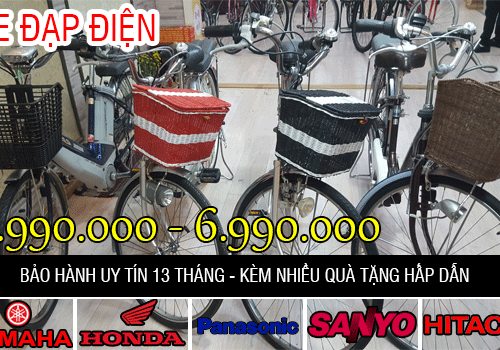 E ĐẠP ĐIỆN
.990.000 - 6.990.000
BẢO HÀNH UY TÍN 13 THÁNG - KÈM NHIỀU QUÀ TẶNG HẤP DẪN
MAHA HONDA Panasonic SANYO HITAC